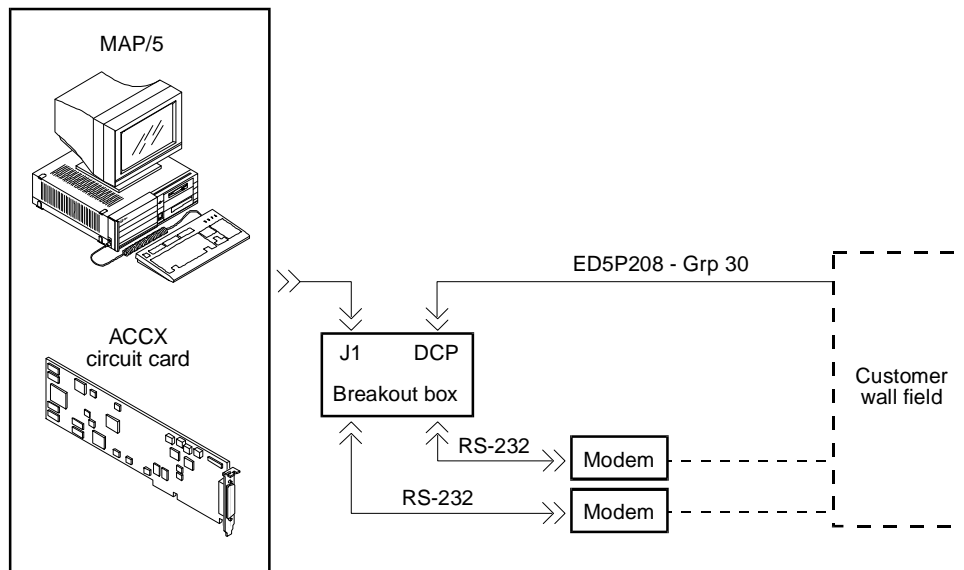 MAP/5
ACCX
circuit card
ED5P208 - Grp 30
J1 DCP
Breakout box
Customer
wall field
RS-232
Modem
RS-232
Modem